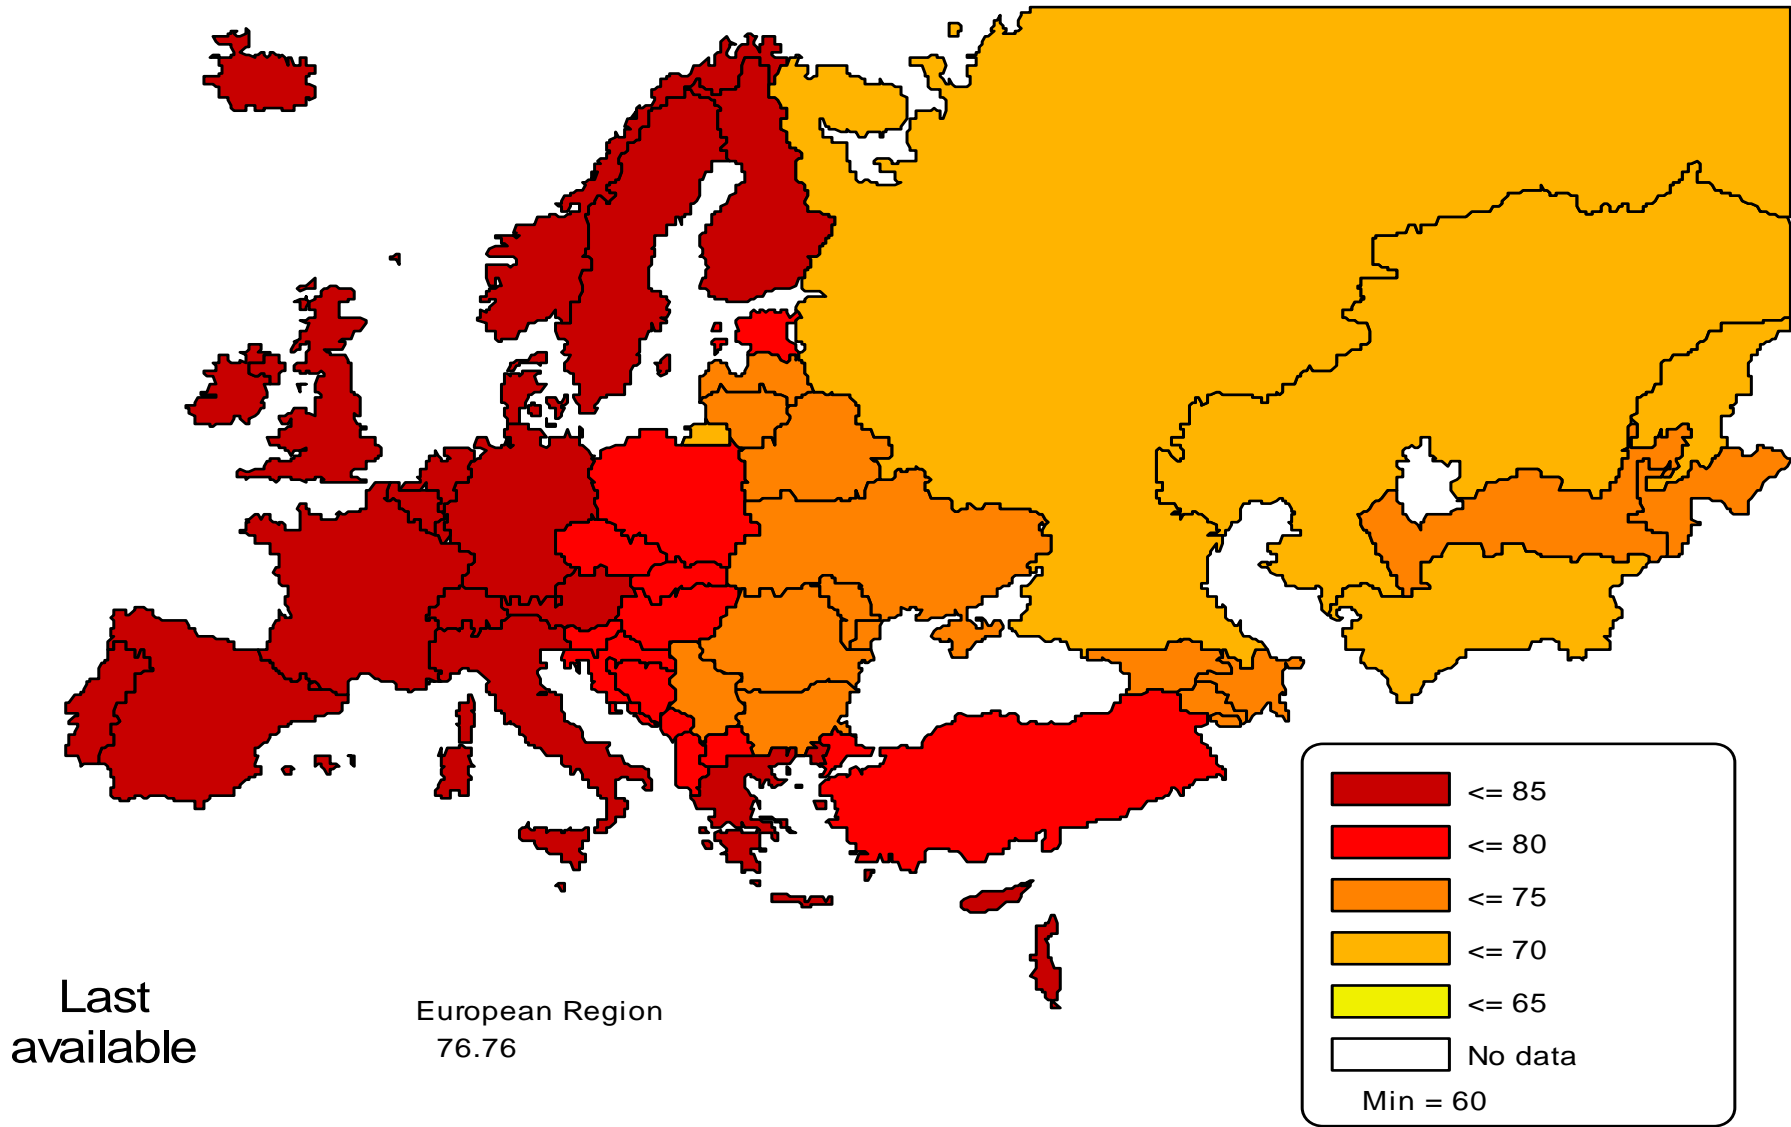 <= 85
<= 80
<= 75
<= 70
<= 65
No data
Min = 60
Last
available
European Region
76.76